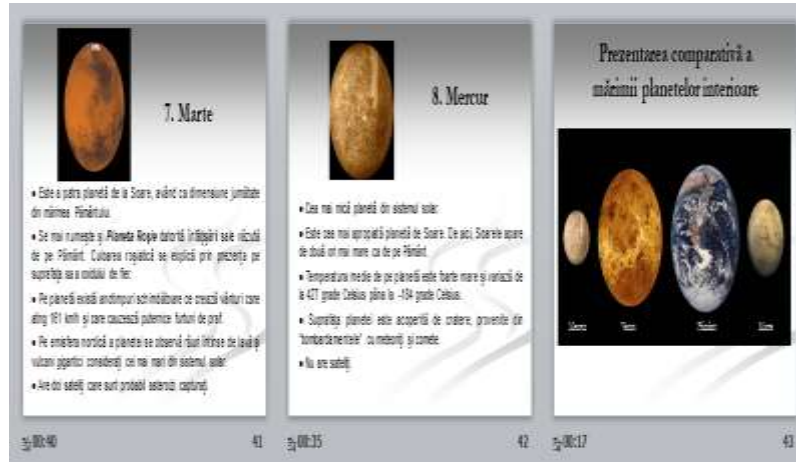 7. Marte
• Este a patra planetă de la Soare, având ca dimensiune jumătate
din mărimea Pământului.
• Se mai numește și Planeta Roșie datorită înfățișării sale văzută
de pe Pământ. Culoarea roșiatică se explică prin prezența pe
suprafața sa a oxidului de fier.
• Pe planetă există anotimpuri schimbătoare ce crează vânturi care
ating 161 km/h și care cauzează puternice furtuni de praf.
• Pe emisfera nordică a planetei se observă râuri întinse de lavă și
vulcani gigantici considerați cei mai mari din sistemul solar.
• Are doi sateliți care sunt probabil asteroizi capturați.
00:40
41
8. Mercur
• Cea mai mică planetă din sistemul solar.
• Este cea mai apropiată planetă de Soare. De aici, Soarele apare
de două ori mai mare ca de pe Pământ.
• Temperatura medie de pe planetă este foarte mare și variază de
la 427 grade Celsius până la -184 grade Celsius.
• Suprafața planetei este acoperită de cratere, provenite din
"bombardamentele" cu meteoriți și comete.
• Nu are sateliți.
00:35
42
Prezentarea comparativă a
mărimii planetelor interioare
Mercur Venus Pământ Marte
00:17
43